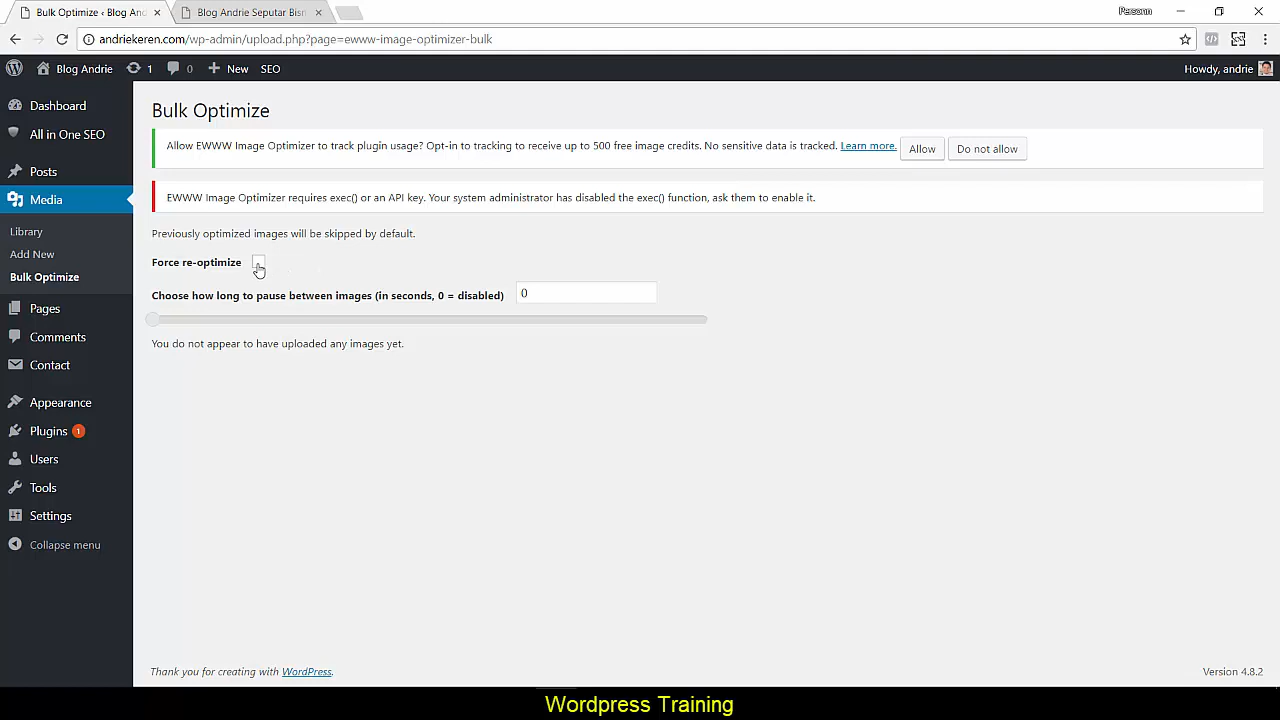 Bulk Optimize ‹ Blog And
Blog Andrie Seputar Bisn
Personn
andriekeren.com/wp-admin/upload.php?page=ewww-image-optimizer-bulk
Blog Andrie
1
0
New
SEO
Howdy, andrie
Dashboard
All in One SEO
Posts
Media
Library
Add New
Bulk Optimize
Pages
Comments
Contact
Appearance
Plugins 1
Users
Tools
Settings
Collapse menu
Bulk Optimize
Allow EWWW Image Optimizer to track plugin usage? Opt-in to tracking to receive up to 500 free image credits. No sensitive data is tracked. Learn more. Allow Do not allow
EWWW Image Optimizer requires exec() or an API key. Your system administrator has disabled the exec() function, ask them to enable it.
Previously optimized images will be skipped by default.
Force re-optimize
Choose how long to pause between images (in seconds, 0 = disabled) 0
You do not appear to have uploaded any images yet.
Thank you for creating with WordPress.
Version 4.8.2
Wordpress Training